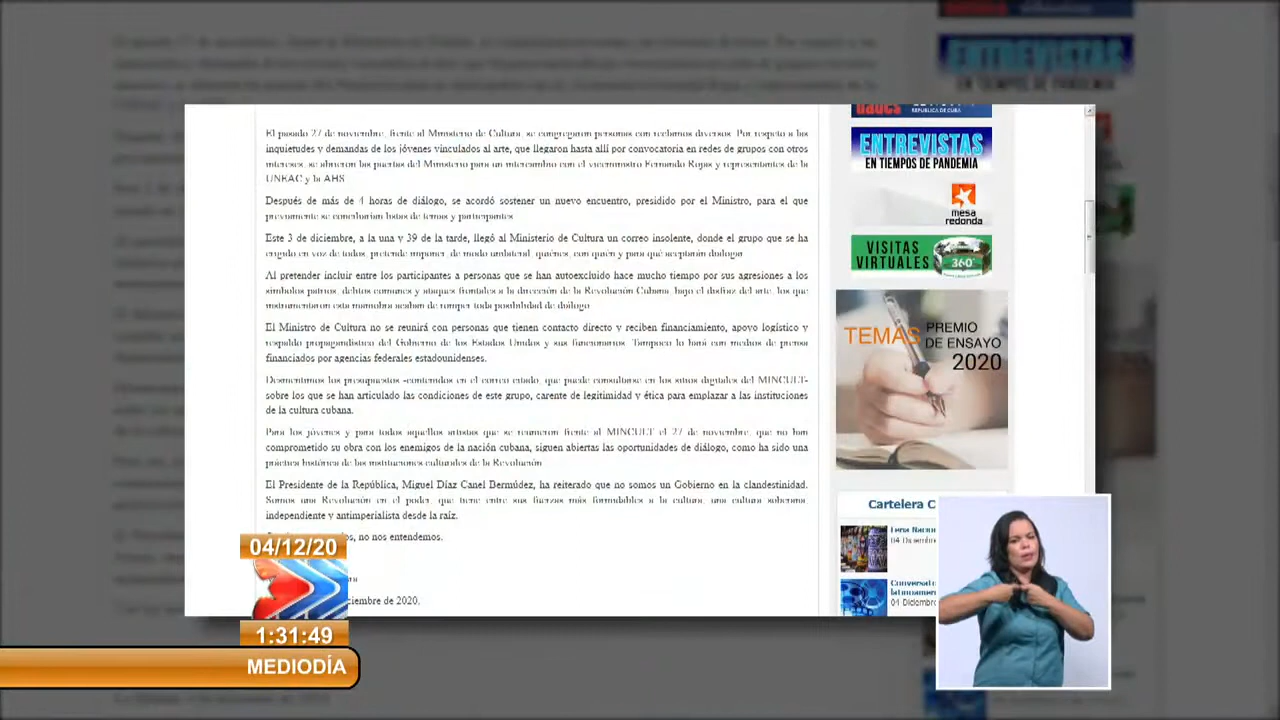 ENTREVISTAS
EN TIEMPOS DE PANDEMIA
El pasado 27 de noviembre, frente al Ministerio de Cultura, se congregaron personas con reclamos diversos. Por respeto a las
inquietudes y demandas de los jóvenes vinculados al arte, que llegaron hasta allí por convocatoria en redes de grupos con otros
intereses, se abrieron las puertas del Ministerio para un intercambio con el viceministro Fernando Rojas y representantes de la
UNEAC y la AHS.
Después de más de 4 horas de diálogo, se acordó sostener un nuevo encuentro, presidido por el Ministro, para el que
previamente se conciliarían listas de temas y participantes.
Este 3 de diciembre, a la una y 39 de la tarde, llegó al Ministerio de Cultura un correo insolente, donde el grupo que se ha
erigido en voz de todos, pretende imponer, de modo unilateral, quiénes, con quién y para qué aceptarán dialogar.
Al pretender incluir entre los participantes a personas que se han autoexcluido hace mucho tiempo por sus agresiones a los
símbolos patrios, delitos comunes y ataques frontales a la dirección de la Revolución Cubana, bajo el disfraz del arte, los que
instrumentaron esta maniobra acaban de romper toda posibilidad de diálogo.
El Ministro de Cultura no se reunirá con personas que tienen contacto directo y reciben financiamiento, apoyo logístico y
respaldo propagandístico del Gobierno de los Estados Unidos y sus funcionarios. Tampoco lo hará con medios de prensa
financiados por agencias federales estadounidenses.
Desmentimos los presupuestos -contenidos en el correo citado, que puede consultarse en los sitios digitales del MINCULT-
sobre los que se han articulado las condiciones de este grupo, carente de legitimidad y ética para emplazar a las instituciones
de la cultura cubana.
Para los jóvenes y para todos aquellos artistas que se reunieron frente al MINCULT el 27 de noviembre, que no han
comprometido su obra con los enemigos de la nación cubana, siguen abiertas las oportunidades de diálogo, como ha sido una
práctica histórica de las instituciones culturales de la Revolución.
El Presidente de la República, Miguel Díaz Canel Bermúdez, ha reiterado que no somos un Gobierno en la clandestinidad.
Somos una Revolución en el poder, que tiene entre sus fuerzas más formidables a la cultura, una cultura soberana,
independiente y antimperialista desde la raíz.
no nos entendemos.
2020.
REPÚBLICA DE CUBA
ENTREVISTAS
EN TIEMPOS DE PANDEMIA
mesa
redonda
VISITAS
VIRTUALES
360°
TEMAS PREMIO
DE ENSAYO
2020
Cartelera C
04 Diciembre
04 Diciembre
04/12/20
1:31:49
MEDIODÍA